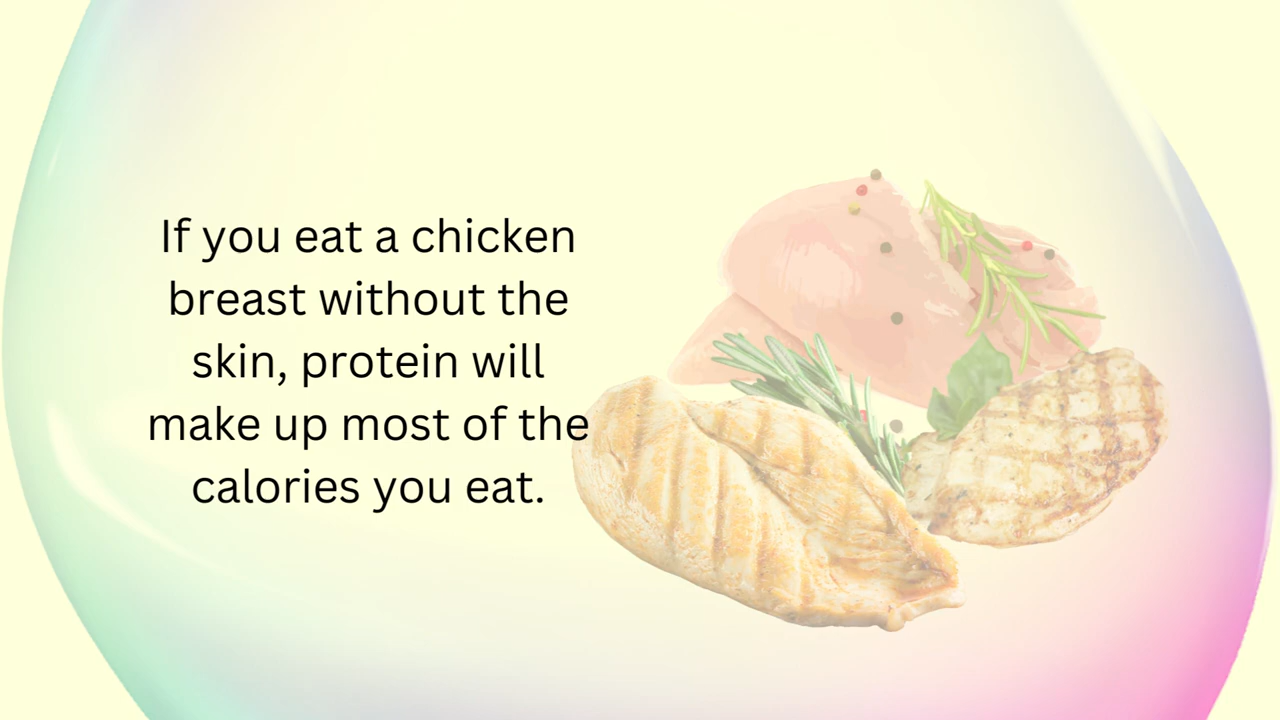 If you eat a chicken
breast without the
skin, protein will
make up most of the
calories you eat.